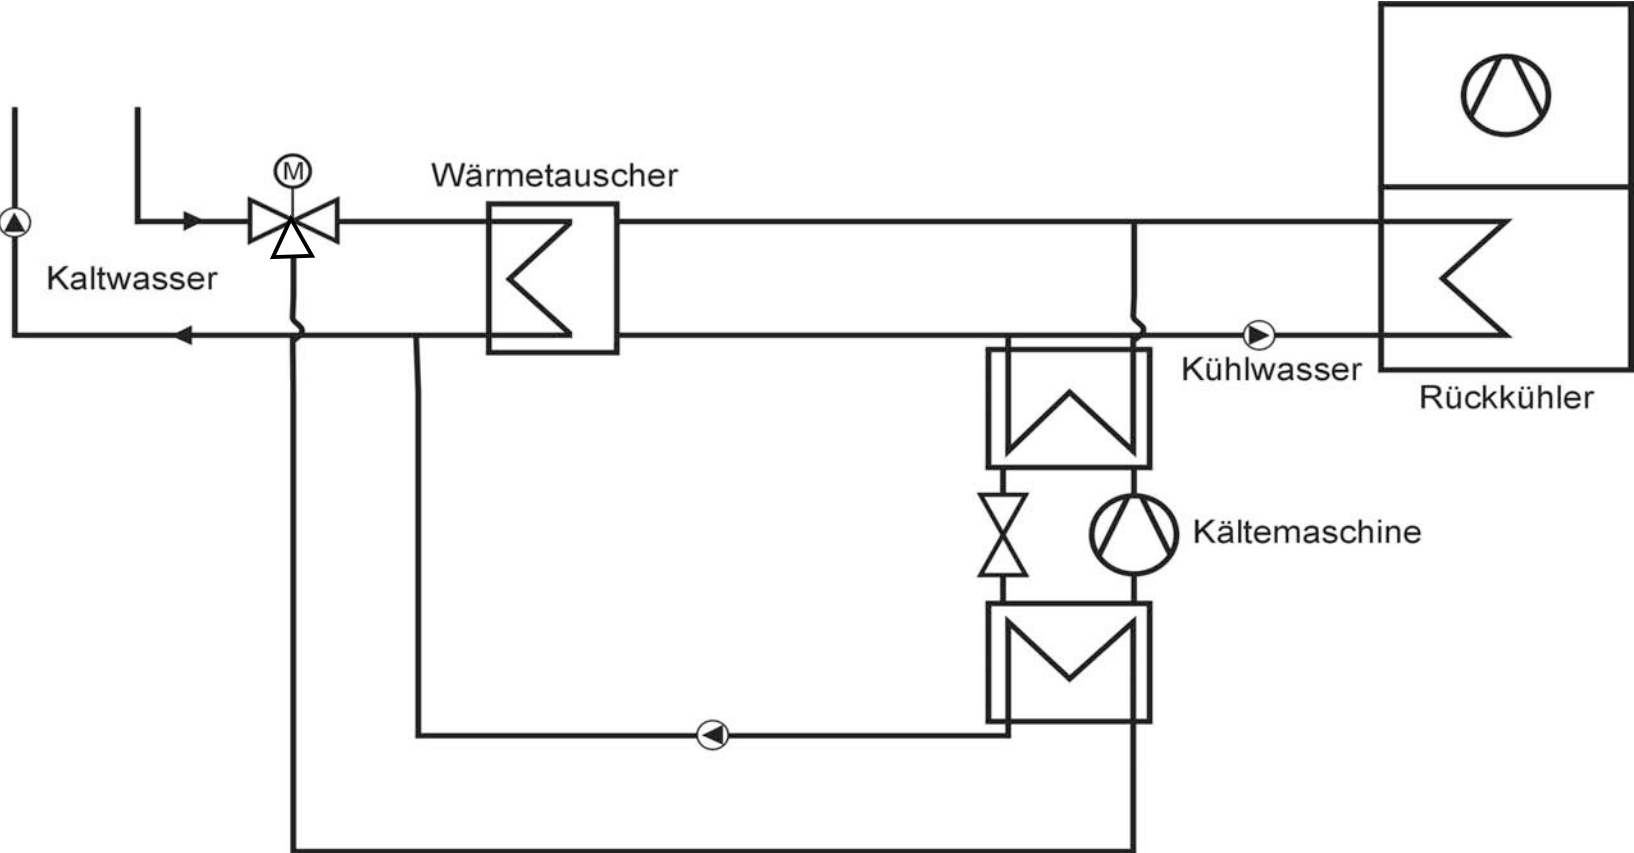 M
Wärmetauscher
Kaltwasser
Kühlwasser
Rückkühler
Kältemaschine